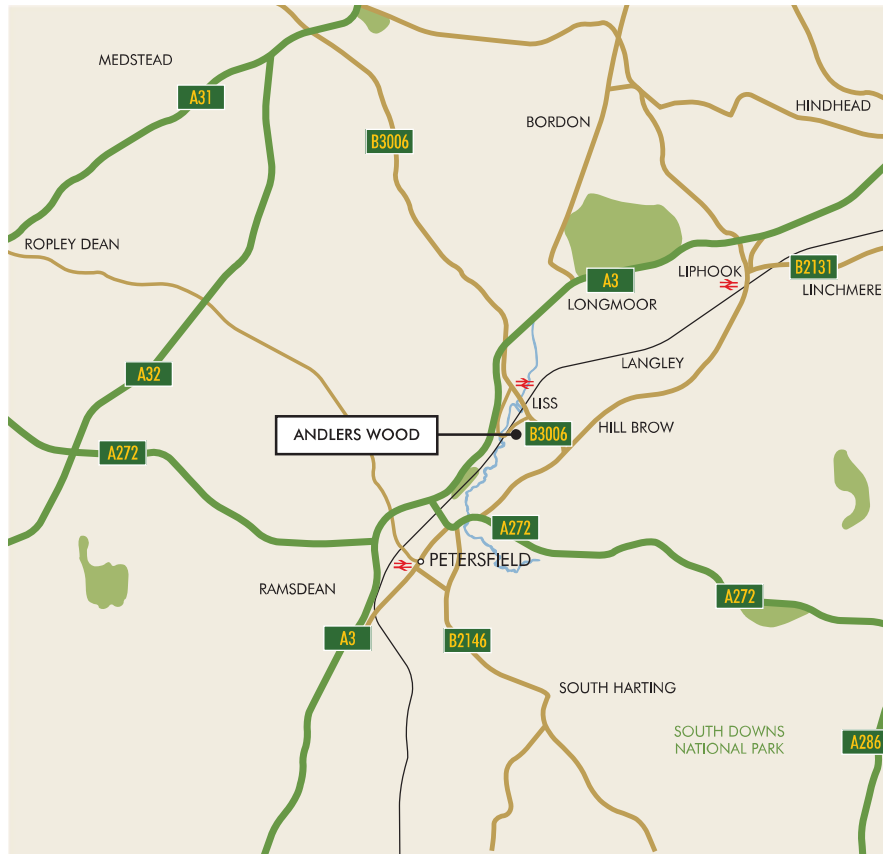 MEDSTEAD
A31
HINDHEAD
BORDON
B3006
ROPLEY DEAN
LIPHOOK
B2131
A3
LINCHMERE
LONGMOOR
LANGLEY
A32
LISS
HILL BROW
ANDLERS WOOD
B3006
A272
A272
PETERSFIELD
RAMSDEAN
A272
A3
B2146
SOUTH HARTING
SOUTH DOWNS
NATIONAL PARK
A286